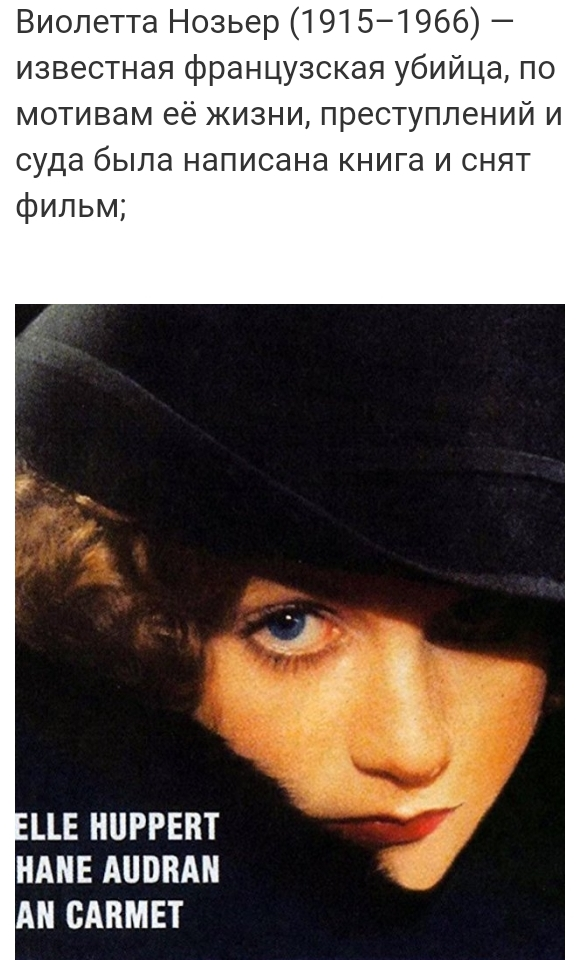 Виолетта Нозьер (1915–1966) —
известная французская убийца, по
мотивам её жизни, преступлений и
суда была написана книга и снят
фильм;
ELLE HUPPERT
HANE AUDRAN
AN CARMET